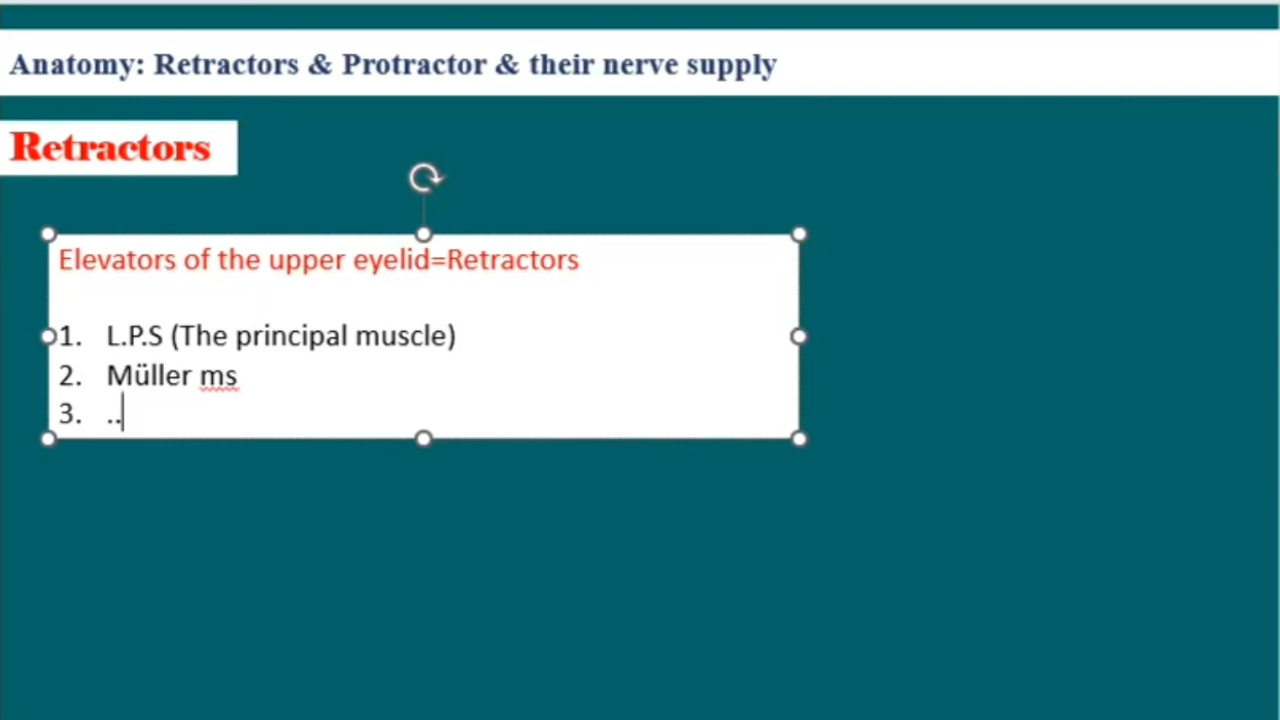 Anatomy: Retractors & Protractor & their nerve supply
Retractors
Elevators of the upper eyelid=Retractors
1. L.P.S (The principal muscle)
2. Müller ms
3. ..